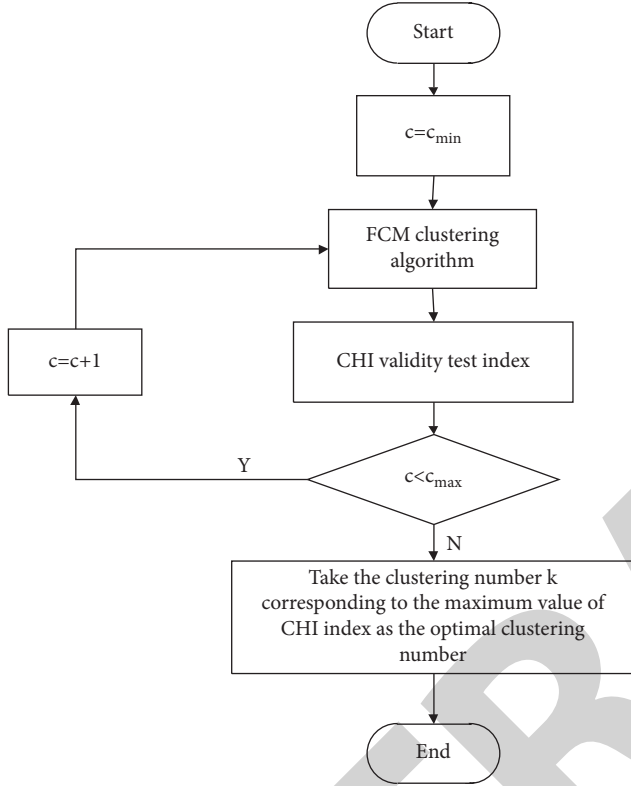 Start
c=c_min
FCM clustering
algorithm
c=c+1
CHI validity test index
Y
c<c_max
N
Take the clustering number k
corresponding to the maximum value of
CHI index as the optimal clustering
number
End